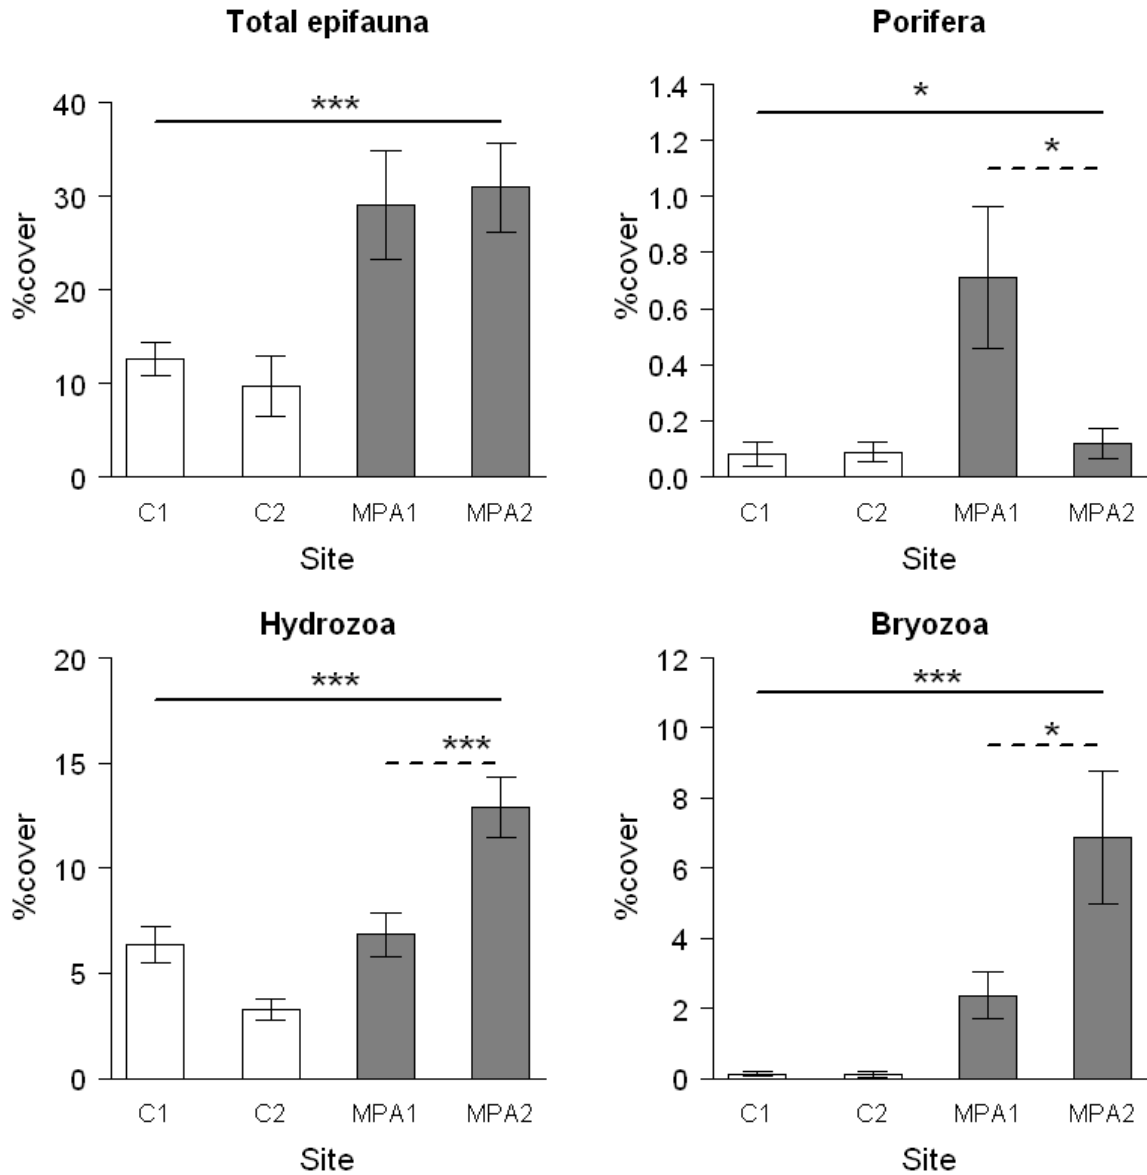 Total epifauna
***
40
30
20
10
0
%cover
C1 C2 MPA1 MPA2
Site
Porifera
*
*
1.4
1.2
1.0
0.8
0.6
0.4
0.2
0.0
%cover
C1 C2 MPA1 MPA2
Site
Hydrozoa
***
***
20
15
10
5
0
%cover
C1 C2 MPA1 MPA2
Site
Bryozoa
***
*
12
10
8
6
4
2
0
%cover
C1 C2 MPA1 MPA2
Site